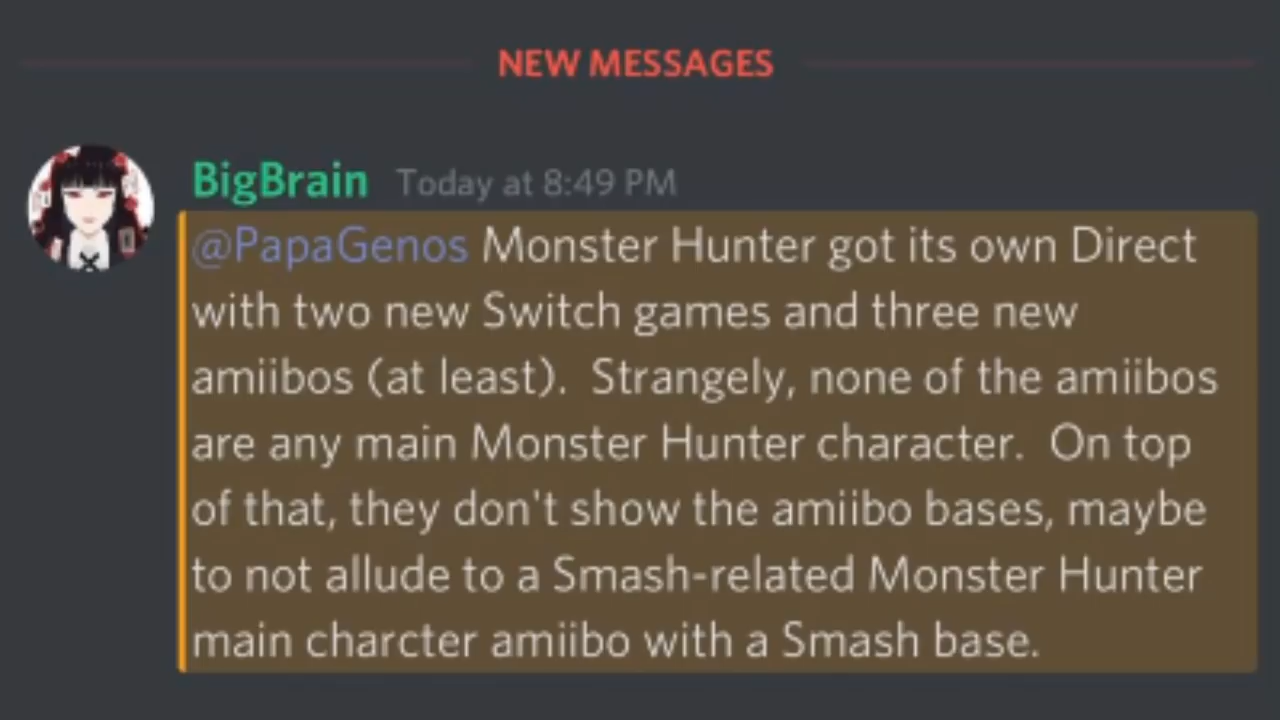 NEW MESSAGES
BigBrain Today at 8:49 PM
@PapaGenos Monster Hunter got its own Direct
with two new Switch games and three new
amiibos (at least).  Strangely, none of the amiibos
are any main Monster Hunter character.  On top
of that, they don't show the amiibo bases, maybe
to not allude to a Smash-related Monster Hunter
main charcter amiibo with a Smash base.